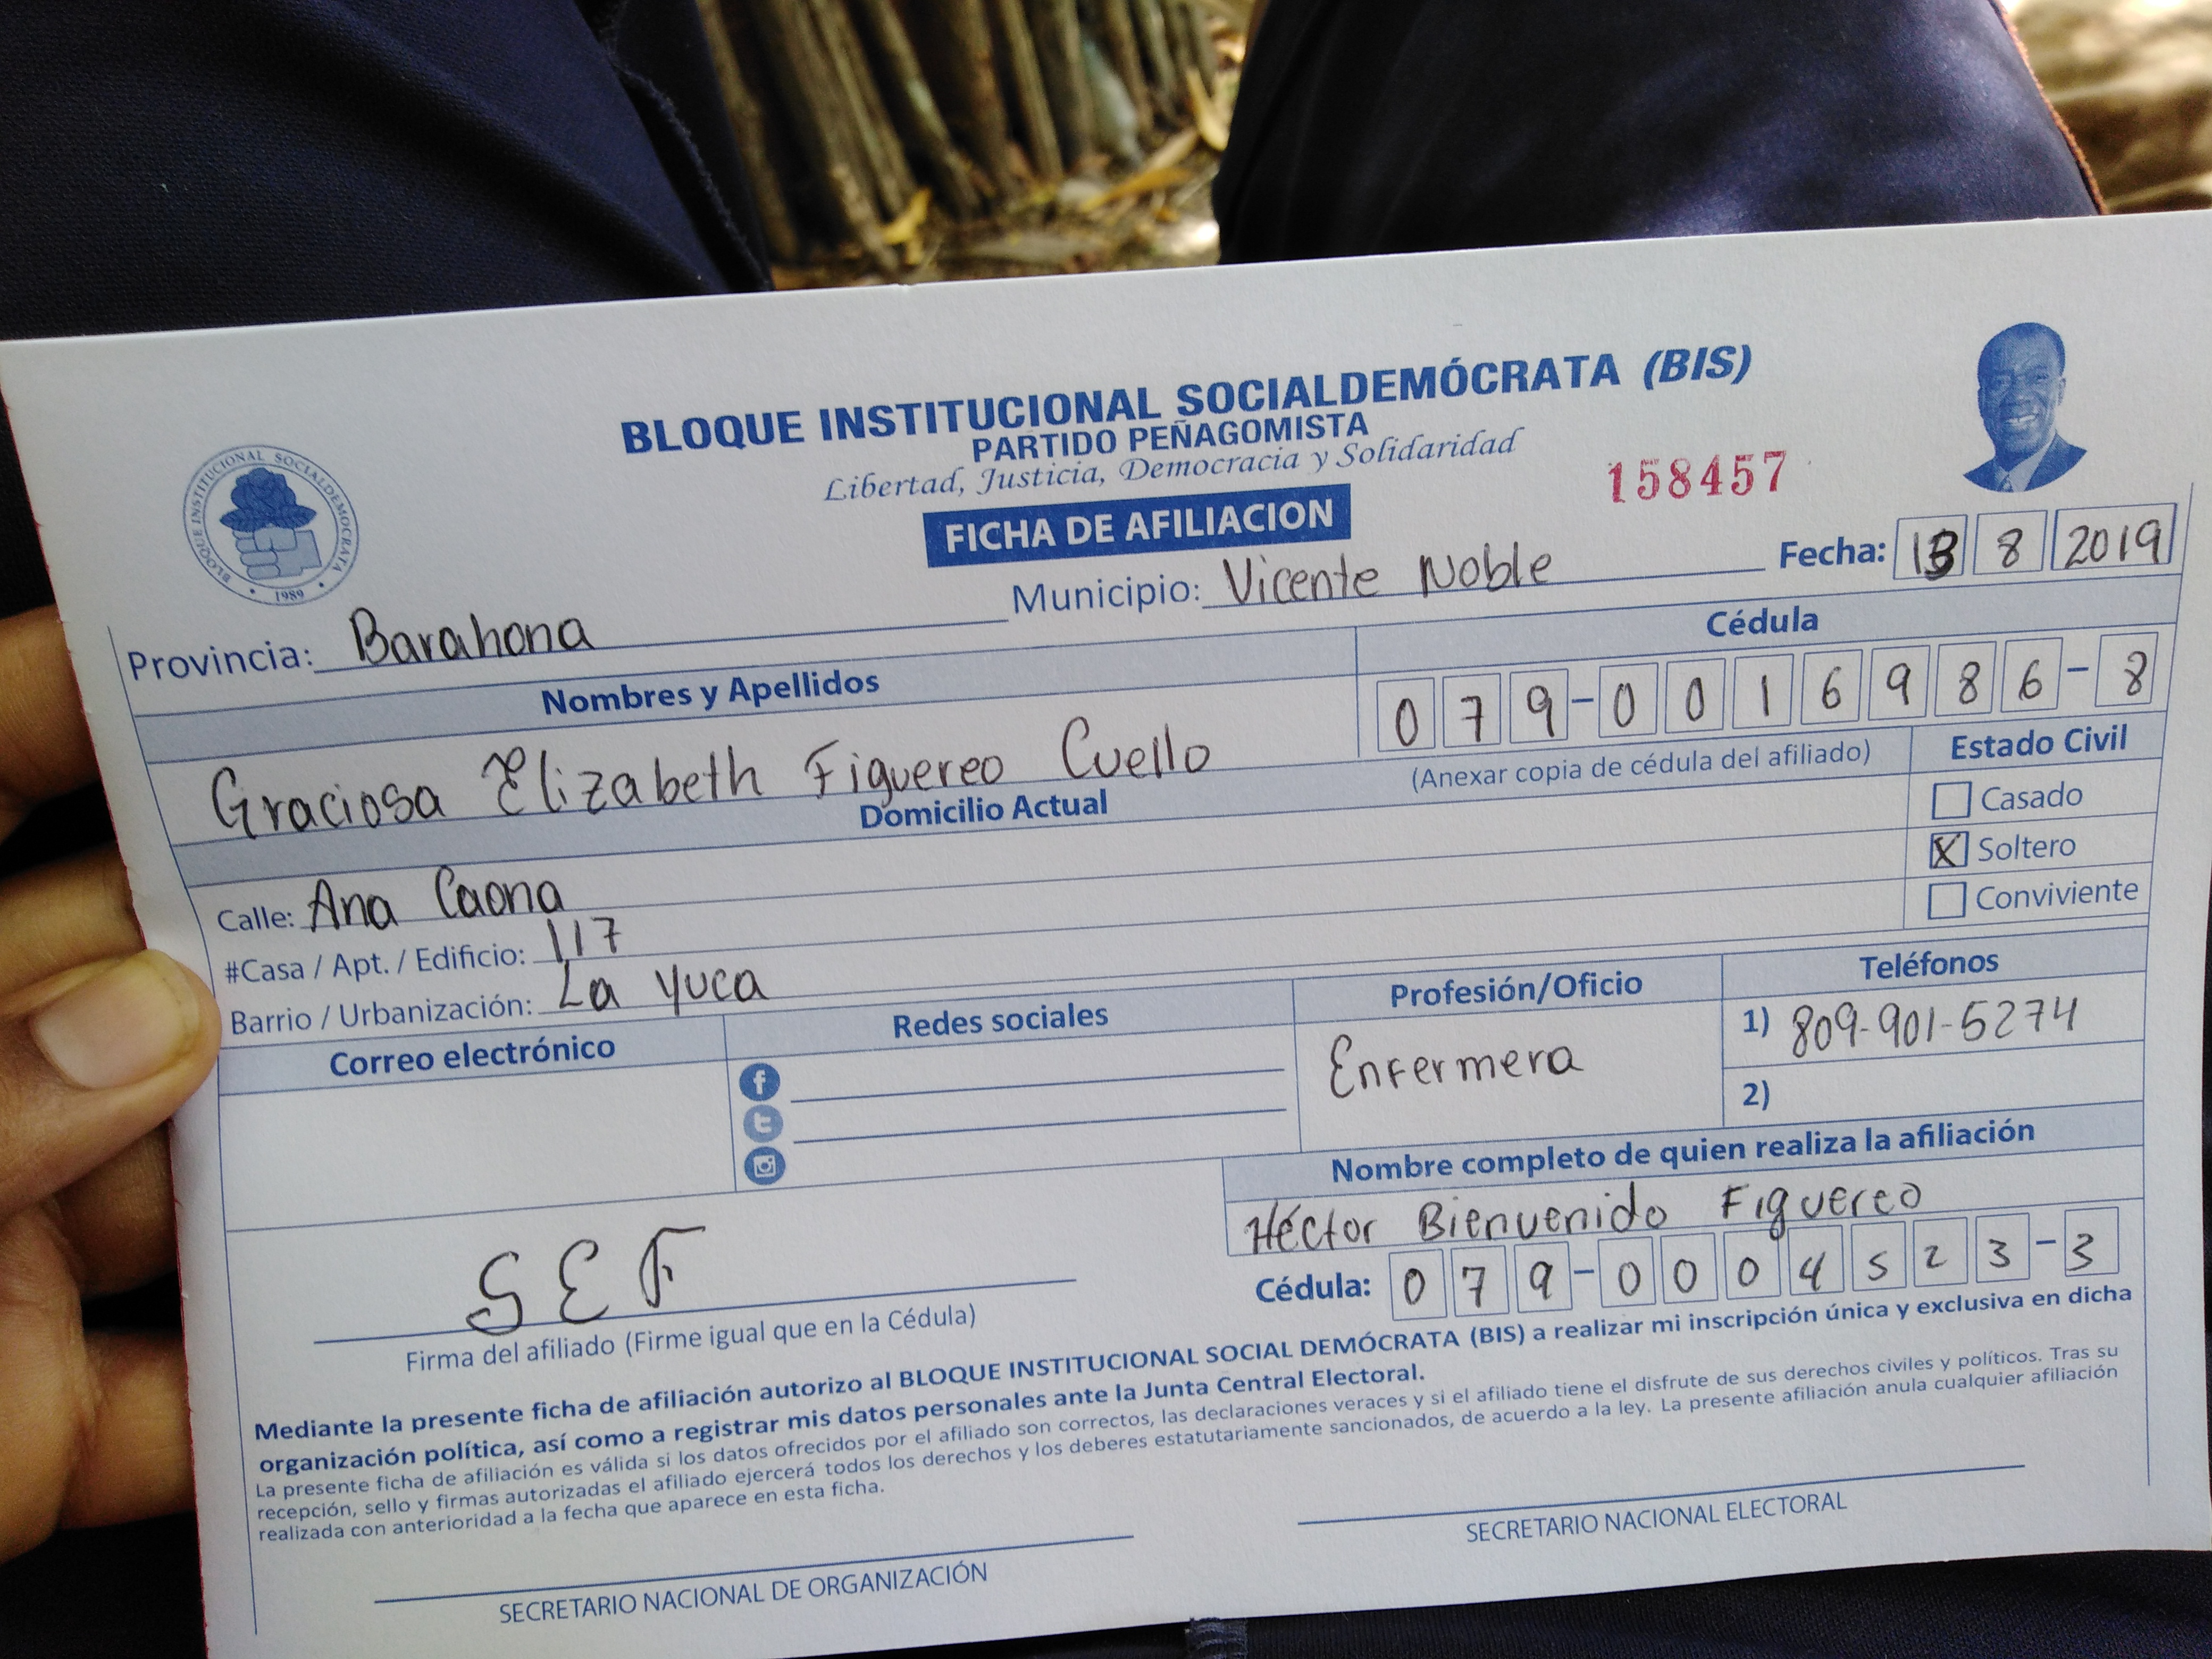 BLOQUE INSTITUCIONAL SOCIALDEMÓCRATA (BIS)
PARTIDO PEÑAGOMISTA
Libertad, Justicia, Democracia y Solidaridad
158457
FICHA DE AFILIACION
BLOQUE INSTITUCIONAL SOCIALDEMOCRATA
1989
Fecha: 13 8 2019
Provincia: Barahona Municipio: Vicente Noble
Nombres y Apellidos Cédula
Graciosa Elizabeth Figuereo Cuello 079-0016986-8
(Anexar copia de cédula del afiliado)
Domicilio Actual Estado Civil
Casado
X Soltero
Conviviente
Calle: Ana Caona
#Casa / Apt. / Edificio: 117
Barrio / Urbanización: La Yuca
Correo electrónico Redes sociales Profesión/Oficio Teléfonos
Enfermera
1) 809-901-5274
2)
Nombre completo de quien realiza la afiliación
Héctor Bienvenido Figuereo
Cédula: 079-0004523-3
SEF
Firma del afiliado (Firme igual que en la Cédula)
Mediante la presente ficha de afiliación autorizo al BLOQUE INSTITUCIONAL SOCIAL DEMÓCRATA (BIS) a realizar mi inscripción única y exclusiva en dicha
organización política, así como a registrar mis datos personales ante la Junta Central Electoral.
La presente ficha de afiliación es válida si los datos ofrecidos por el afiliado son correctos, las declaraciones veraces y si el afiliado tiene el disfrute de sus derechos civiles y políticos. Tras su
recepción, sello y firmas autorizadas el afiliado ejercerá todos los derechos y los deberes estatutariamente sancionados, de acuerdo a la ley. La presente afiliación anula cualquier afiliación
realizada con anterioridad a la fecha que aparece en esta ficha.
SECRETARIO NACIONAL DE ORGANIZACIÓN
SECRETARIO NACIONAL ELECTORAL